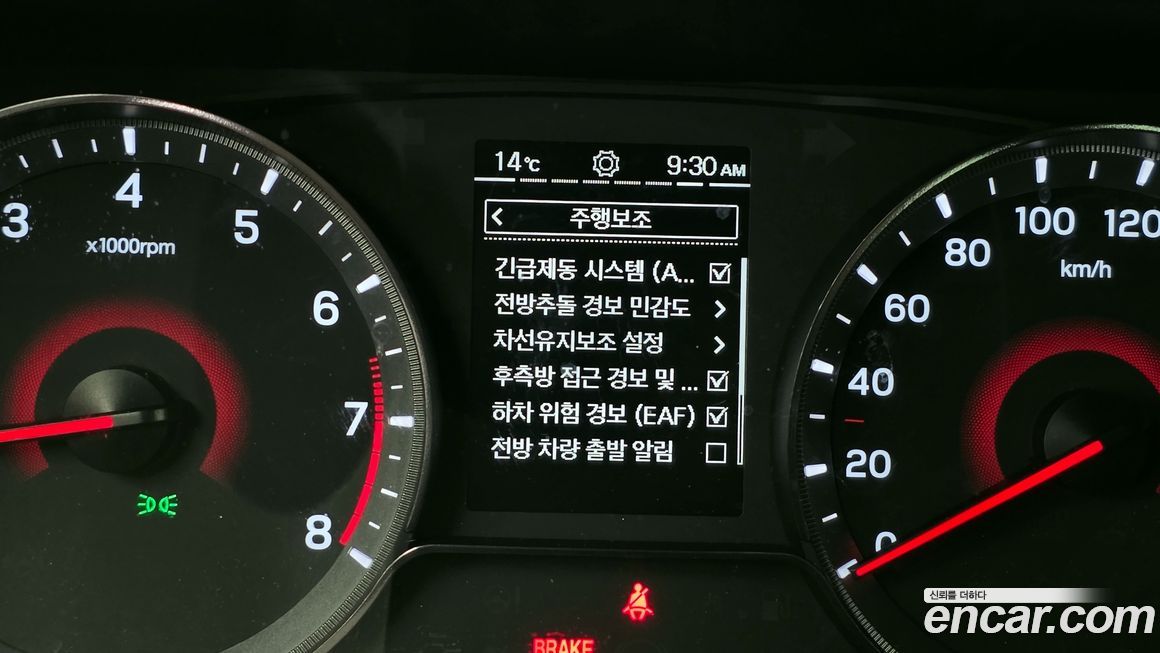 14℃
9:30 AM
주행보조
긴급제동 시스템 (A...
전방추돌 경보 민감도
차선유지보조 설정
후측방 접근 경보 및 ...
하차 위험 경보 (EAF)
전방 차량 출발 알림
3
4
5
6
7
8
x1000rpm
0
20
40
60
80
100
120
km/h
BRAKE
신뢰를 더하다
encar.com